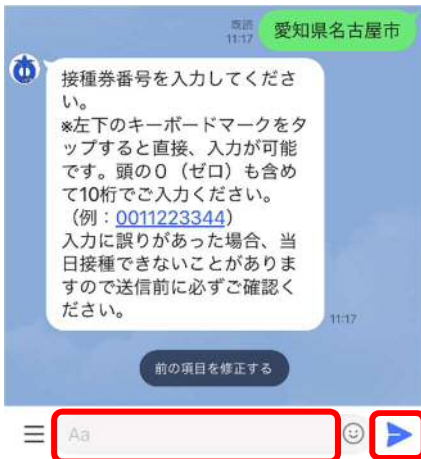 既読
11:17
愛知県名古屋市
接種券番号を入力してくださ
い。
※左下のキーボードマークをタ
ップすると直接、入力が可能
です。頭の0（ゼロ）も含め
て10桁でご入力ください。
（例：0011223344）
入力に誤りがあった場合、当
日接種できないことがありま
すので送信前に必ずご確認く
ださい。
11:17
前の項目を修正する
Aa